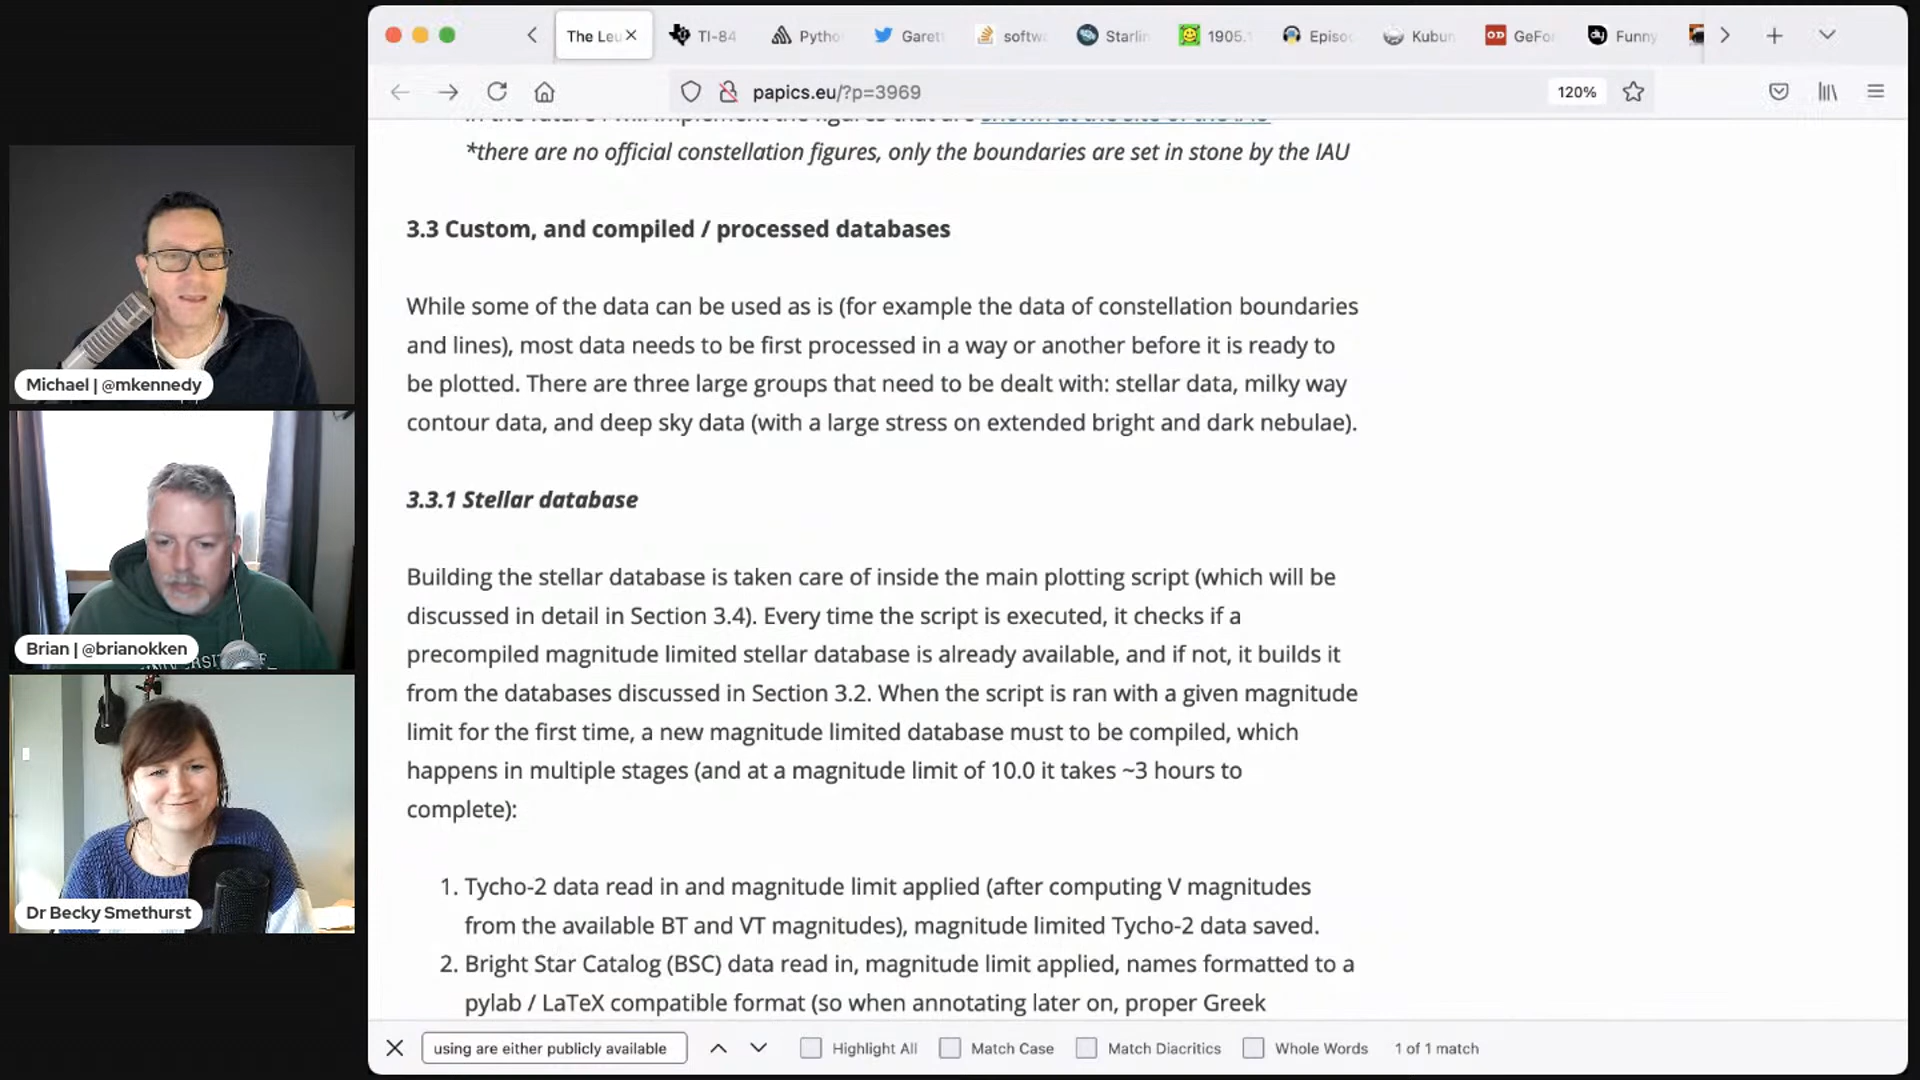 The Leu
TI-84
Pytho
Garet
softw
Starlin
1905.
Episo
Kubun
OD
GeFo
Funny
papics.eu/?p=3969
120%
*there are no official constellation figures, only the boundaries are set in stone by the IAU
3.3 Custom, and compiled / processed databases
While some of the data can be used as is (for example the data of constellation boundaries
and lines), most data needs to be first processed in a way or another before it is ready to
be plotted. There are three large groups that need to be dealt with: stellar data, milky way
contour data, and deep sky data (with a large stress on extended bright and dark nebulae).
3.3.1 Stellar database
Building the stellar database is taken care of inside the main plotting script (which will be
discussed in detail in Section 3.4). Every time the script is executed, it checks if a
precompiled magnitude limited stellar database is already available, and if not, it builds it
from the databases discussed in Section 3.2. When the script is ran with a given magnitude
limit for the first time, a new magnitude limited database must to be compiled, which
happens in multiple stages (and at a magnitude limit of 10.0 it takes ~3 hours to
complete):
1. Tycho-2 data read in and magnitude limit applied (after computing V magnitudes
from the available BT and VT magnitudes), magnitude limited Tycho-2 data saved.
2. Bright Star Catalog (BSC) data read in, magnitude limit applied, names formatted to a
pylab / LaTeX compatible format (so when annotating later on, proper Greek
using are either publicly available
Highlight All
Match Case
Match Diacritics
Whole Words
1 of 1 match
Michael | @mkennedy
Brian | @brianokken
Dr Becky Smethurst